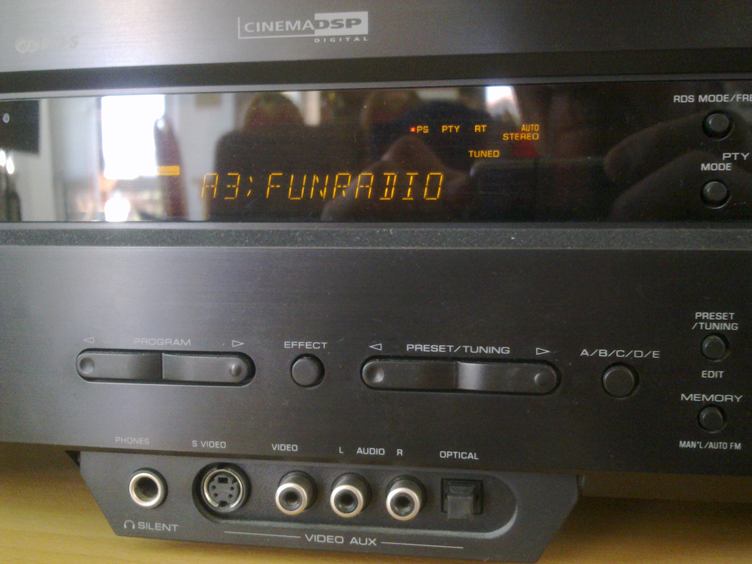 CINEMA DSP
DIGITAL
RDS MODE/FRE
PS PTY RT AUTO
STEREO
TUNED
PTY
MODE
A3: FUNRADIO
PROGRAM
EFFECT
PRESET/TUNING
A/B/C/D/E
PRESET
/TUNING
EDIT
MEMORY
MAN'L/AUTO FM
PHONES
S VIDEO
VIDEO
L AUDIO R
OPTICAL
SILENT
VIDEO AUX